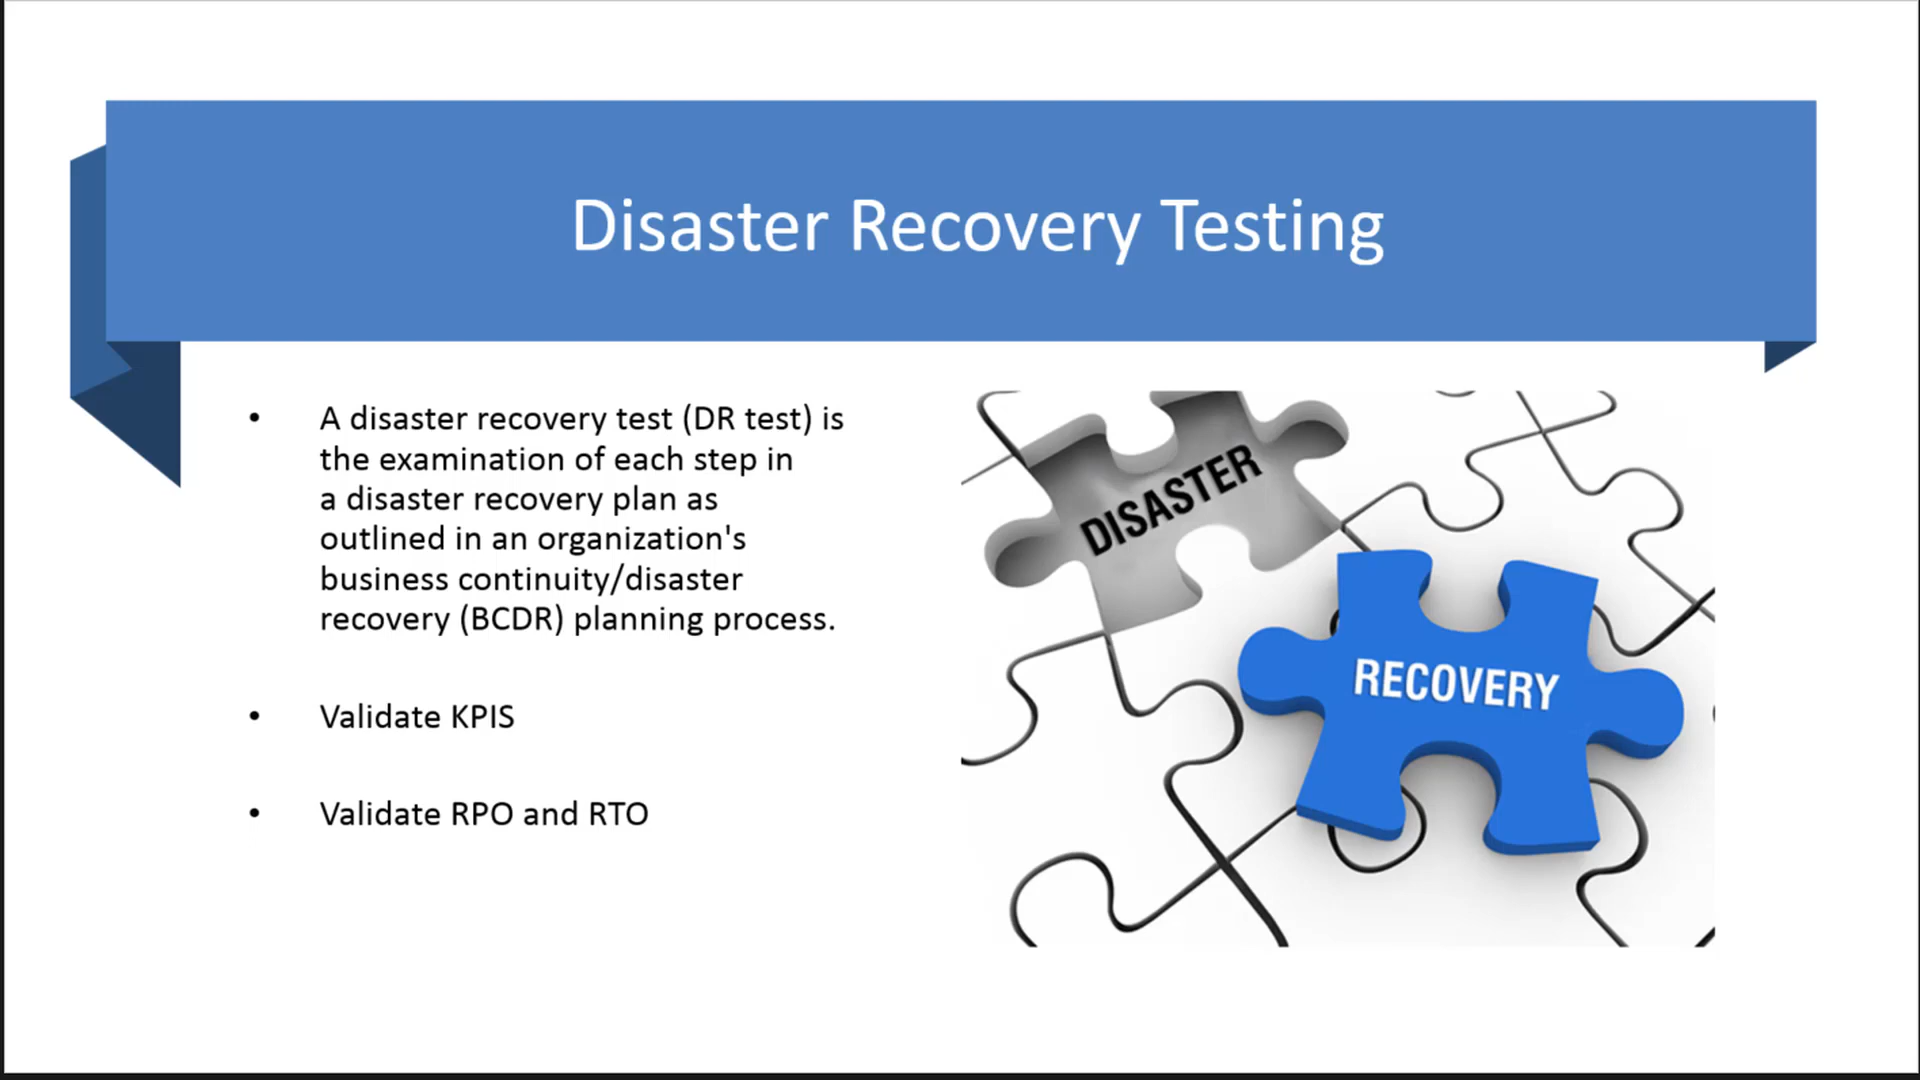 Disaster Recovery Testing
• A disaster recovery test (DR test) is
the examination of each step in
a disaster recovery plan as
outlined in an organization's
business continuity/disaster
recovery (BCDR) planning process.
• Validate KPIS
• Validate RPO and RTO
DISASTER
RECOVERY